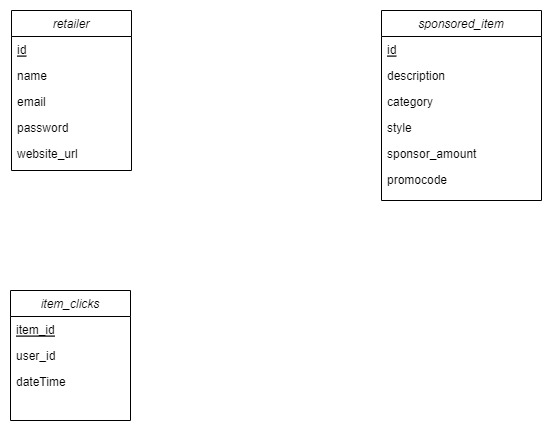 retailer
id
name
email
password
website_url
sponsored_item
id
description
category
style
sponsor_amount
promocode
item_clicks
item_id
user_id
dateTime